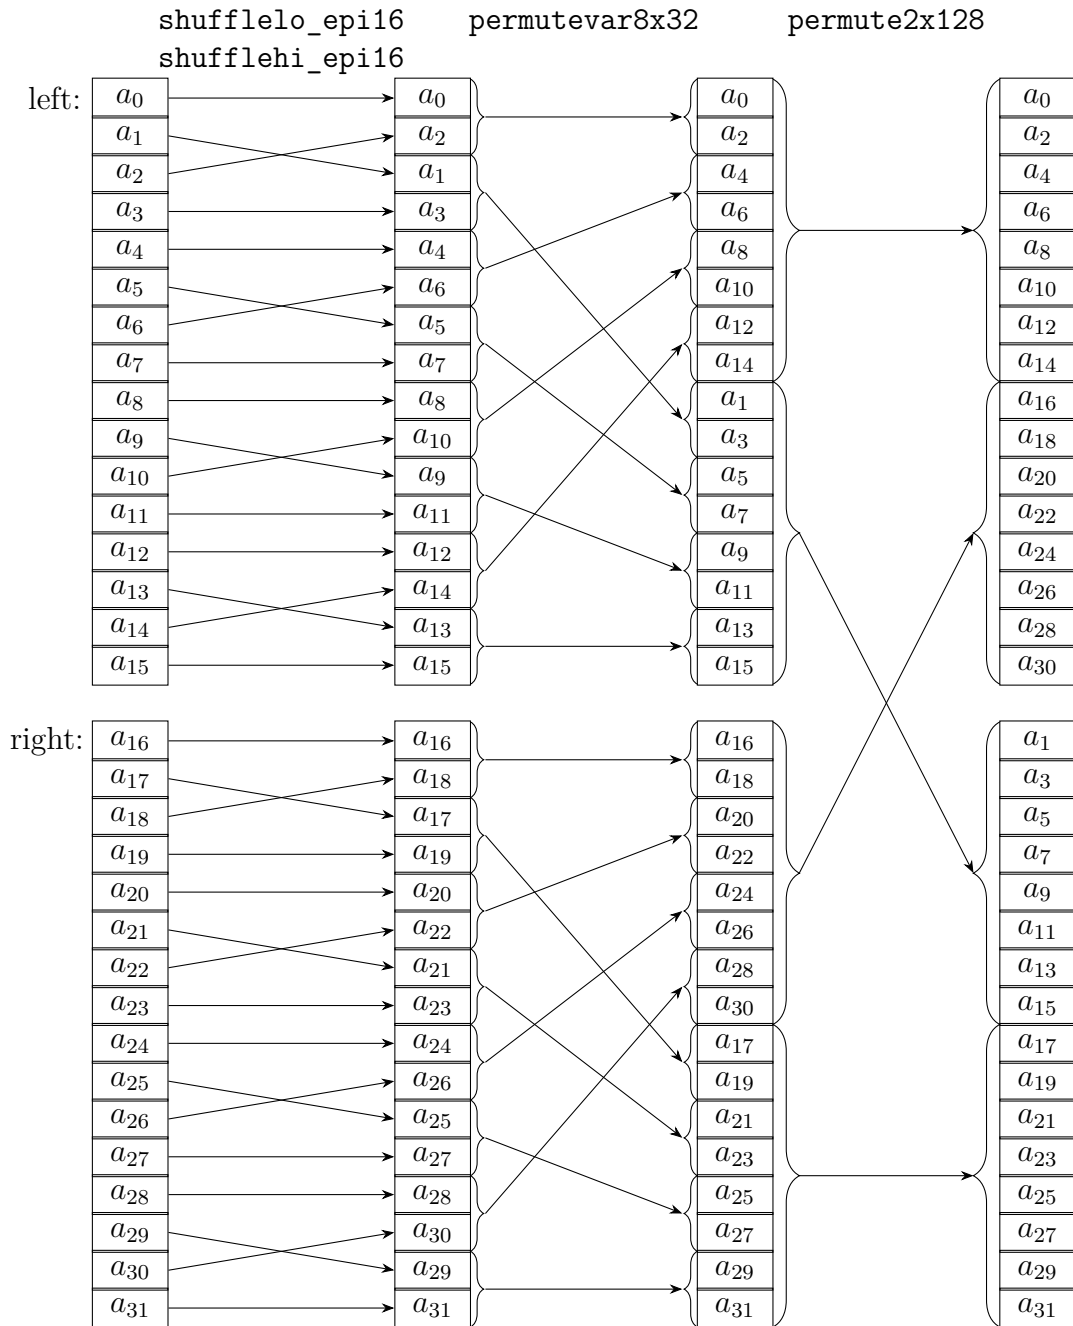 shufflelo_epi16 permutevar8x32 permute2x128
shufflehi_epi16
left: a₀ a₀ a₀ a₀
a₁ a₂ a₂ a₂
a₂ a₁ a₄ a₄
a₃ a₃ a₆ a₆
a₄ a₄ a₈ a₈
a₅ a₆ a₁₀ a₁₀
a₆ a₅ a₁₂ a₁₂
a₇ a₇ a₁₄ a₁₄
a₈ a₈ a₁ a₁₆
a₉ a₁₀ a₃ a₁₈
a₁₀ a₉ a₅ a₂₀
a₁₁ a₁₁ a₇ a₂₂
a₁₂ a₁₂ a₉ a₂₄
a₁₃ a₁₄ a₁₁ a₂₆
a₁₄ a₁₃ a₁₃ a₂₈
a₁₅ a₁₅ a₁₅ a₃₀
right: a₁₆ a₁₆ a₁₆ a₁
a₁₇ a₁₈ a₁₈ a₃
a₁₈ a₁₇ a₂₀ a₅
a₁₉ a₁₉ a₂₂ a₇
a₂₀ a₂₀ a₂₄ a₉
a₂₁ a₂₂ a₂₆ a₁₁
a₂₂ a₂₁ a₂₈ a₁₃
a₂₃ a₂₃ a₃₀ a₁₅
a₂₄ a₂₄ a₁₇ a₁₇
a₂₅ a₂₆ a₁₉ a₁₉
a₂₆ a₂₅ a₂₁ a₂₁
a₂₇ a₂₇ a₂₃ a₂₃
a₂₈ a₂₈ a₂₅ a₂₅
a₂₉ a₃₀ a₂₇ a₂₇
a₃₀ a₂₉ a₂₉ a₂₉
a₃₁ a₃₁ a₃₁ a₃₁